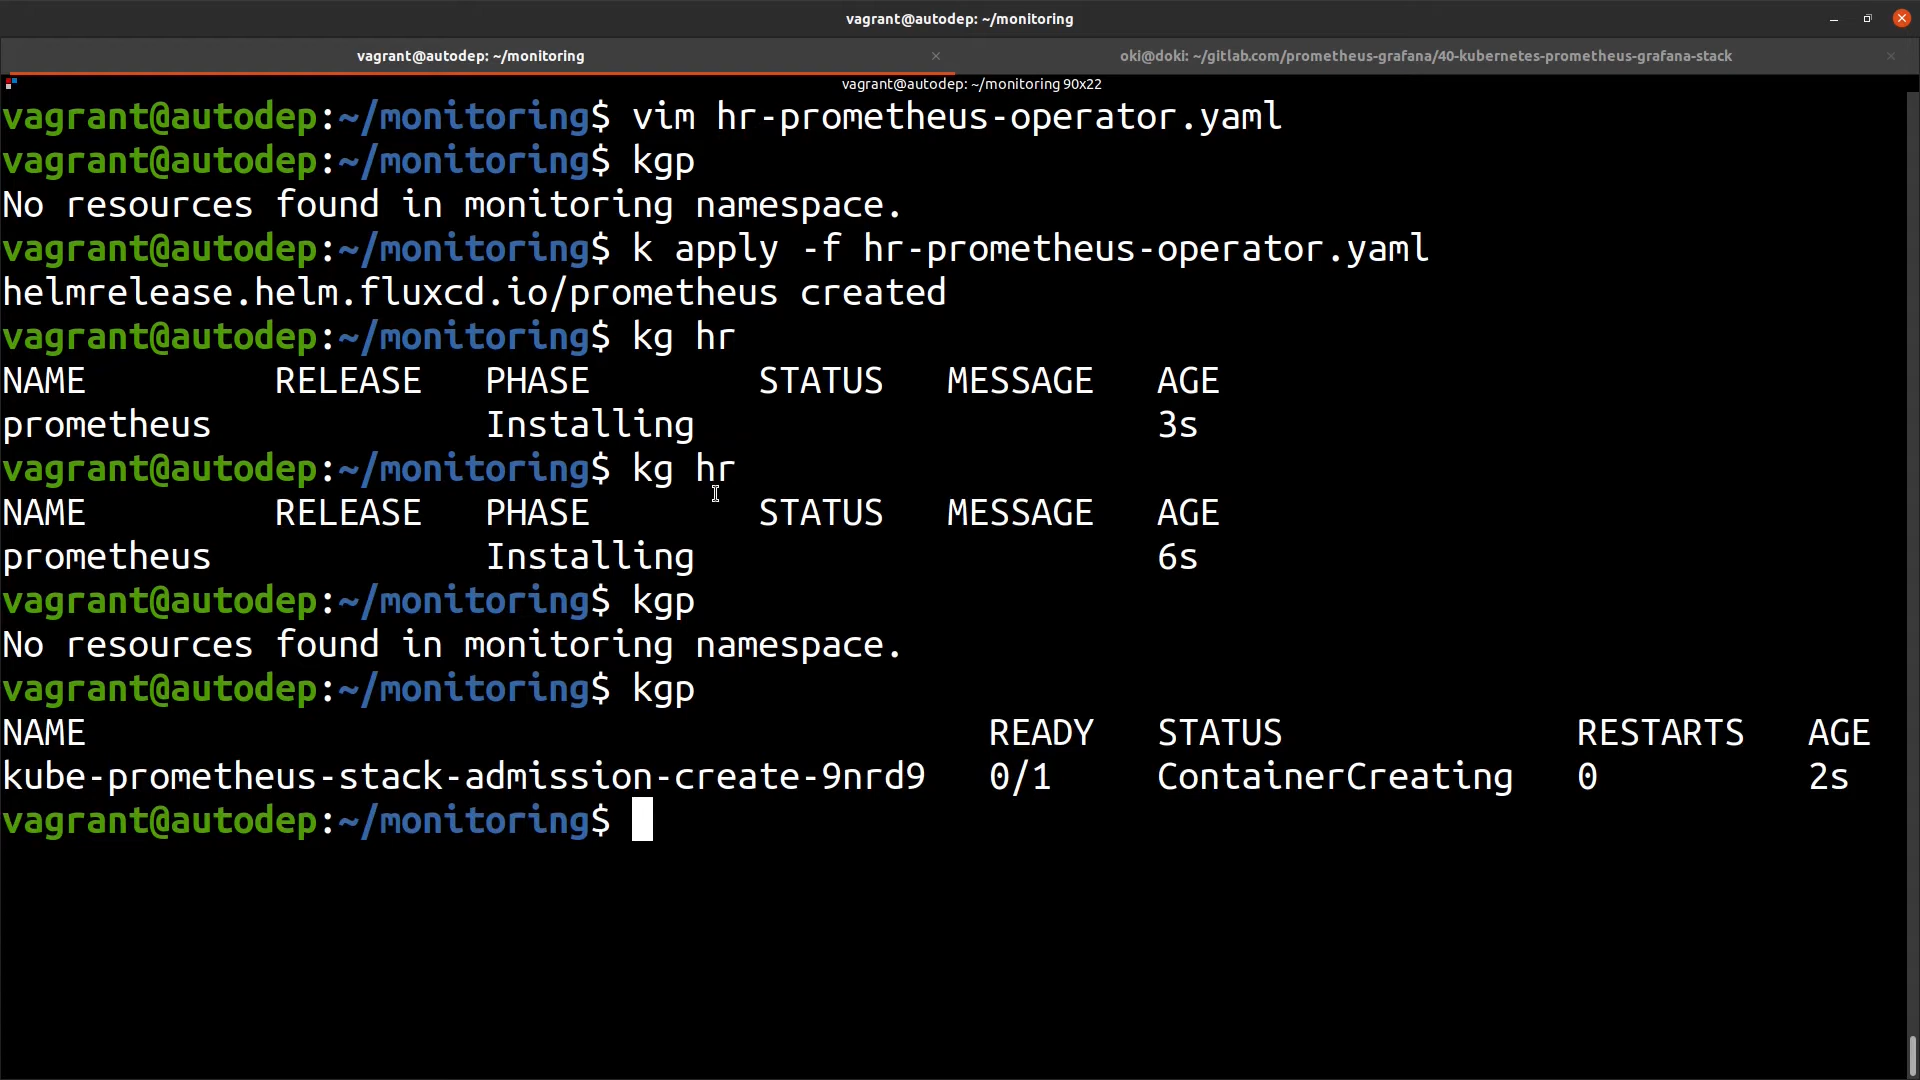 vagrant@autodep: ~/monitoring
vagrant@autodep: ~/monitoring
oki@doki: ~/gitlab.com/prometheus-grafana/40-kubernetes-prometheus-grafana-stack
vagrant@autodep: ~/monitoring 90x22
vagrant@autodep:~/monitoring$ vim hr-prometheus-operator.yaml
vagrant@autodep:~/monitoring$ kgp
No resources found in monitoring namespace.
vagrant@autodep:~/monitoring$ k apply -f hr-prometheus-operator.yaml
helmrelease.helm.fluxcd.io/prometheus created
vagrant@autodep:~/monitoring$ kg hr
NAME         RELEASE   PHASE        STATUS   MESSAGE   AGE
prometheus             Installing                      3s
vagrant@autodep:~/monitoring$ kg hr
NAME         RELEASE   PHASE        STATUS   MESSAGE   AGE
prometheus             Installing                      6s
vagrant@autodep:~/monitoring$ kgp
No resources found in monitoring namespace.
vagrant@autodep:~/monitoring$ kgp
NAME                                           READY   STATUS              RESTARTS   AGE
kube-prometheus-stack-admission-create-9nrd9   0/1     ContainerCreating   0          2s
vagrant@autodep:~/monitoring$